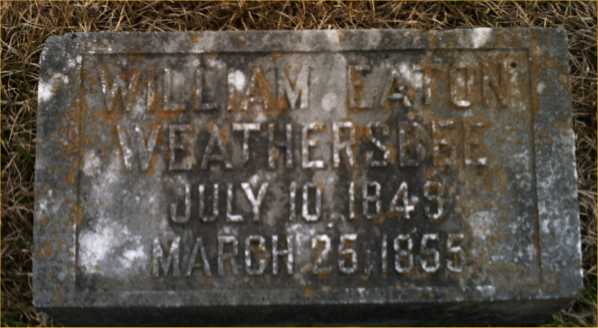 WILLIAM EATON
WEATHERSBEE
JULY 10, 1849
MARCH 25, 1855